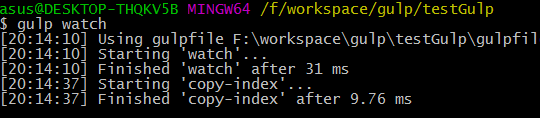 asus@DESKTOP-THQKV5B MINGW64 /f/workspace/gulp/testGulp
$ gulp watch
[20:14:10] Using gulpfile F:\workspace\gulp\testGulp\gulpfil
[20:14:10] Starting 'watch'...
[20:14:10] Finished 'watch' after 31 ms
[20:14:37] Starting 'copy-index'...
[20:14:37] Finished 'copy-index' after 9.76 ms